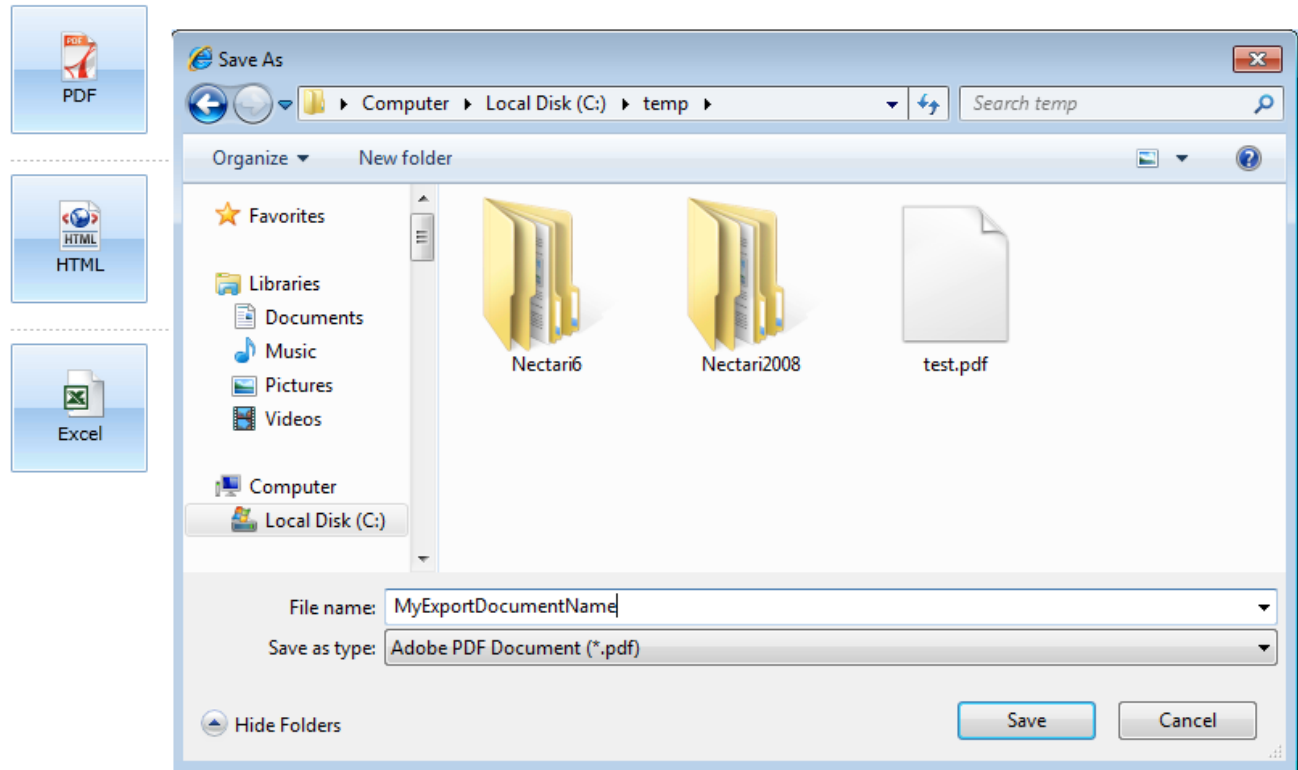 PDF
PDF
HTML
HTML
Excel
Save As
Computer Local Disk (C:) temp
Search temp
Organize New folder
Favorites
Libraries
Documents
Music
Pictures
Videos
Computer
Local Disk (C:)
Nectari6 Nectari2008 test.pdf
File name: MyExportDocumentName
Save as type: Adobe PDF Document (*.pdf)
Hide Folders Save Cancel